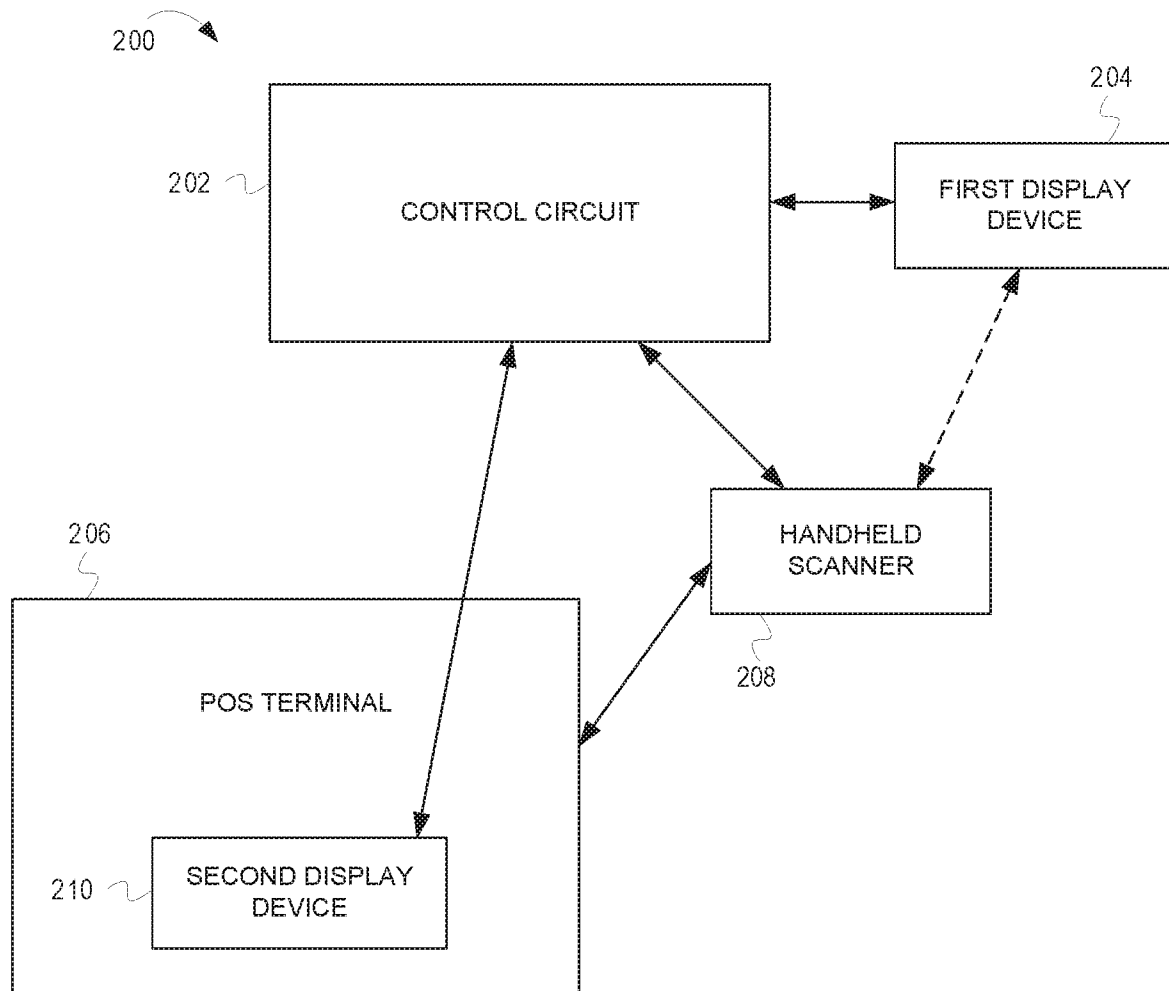 200
204
202
CONTROL CIRCUIT
FIRST DISPLAY
DEVICE
206
HANDHELD
SCANNER
208
POS TERMINAL
210
SECOND DISPLAY
DEVICE